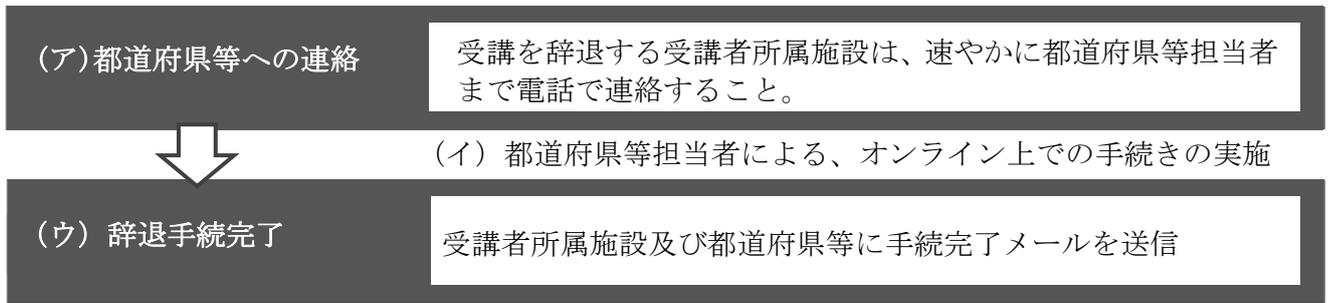 (ア)都道府県等への連絡
受講を辞退する受講者所属施設は、速やかに都道府県等担当者
まで電話で連絡すること。
(イ) 都道府県等担当者による、オンライン上での手続きの実施
(ウ) 辞退手続完了
受講者所属施設及び都道府県等に手続完了メールを送信